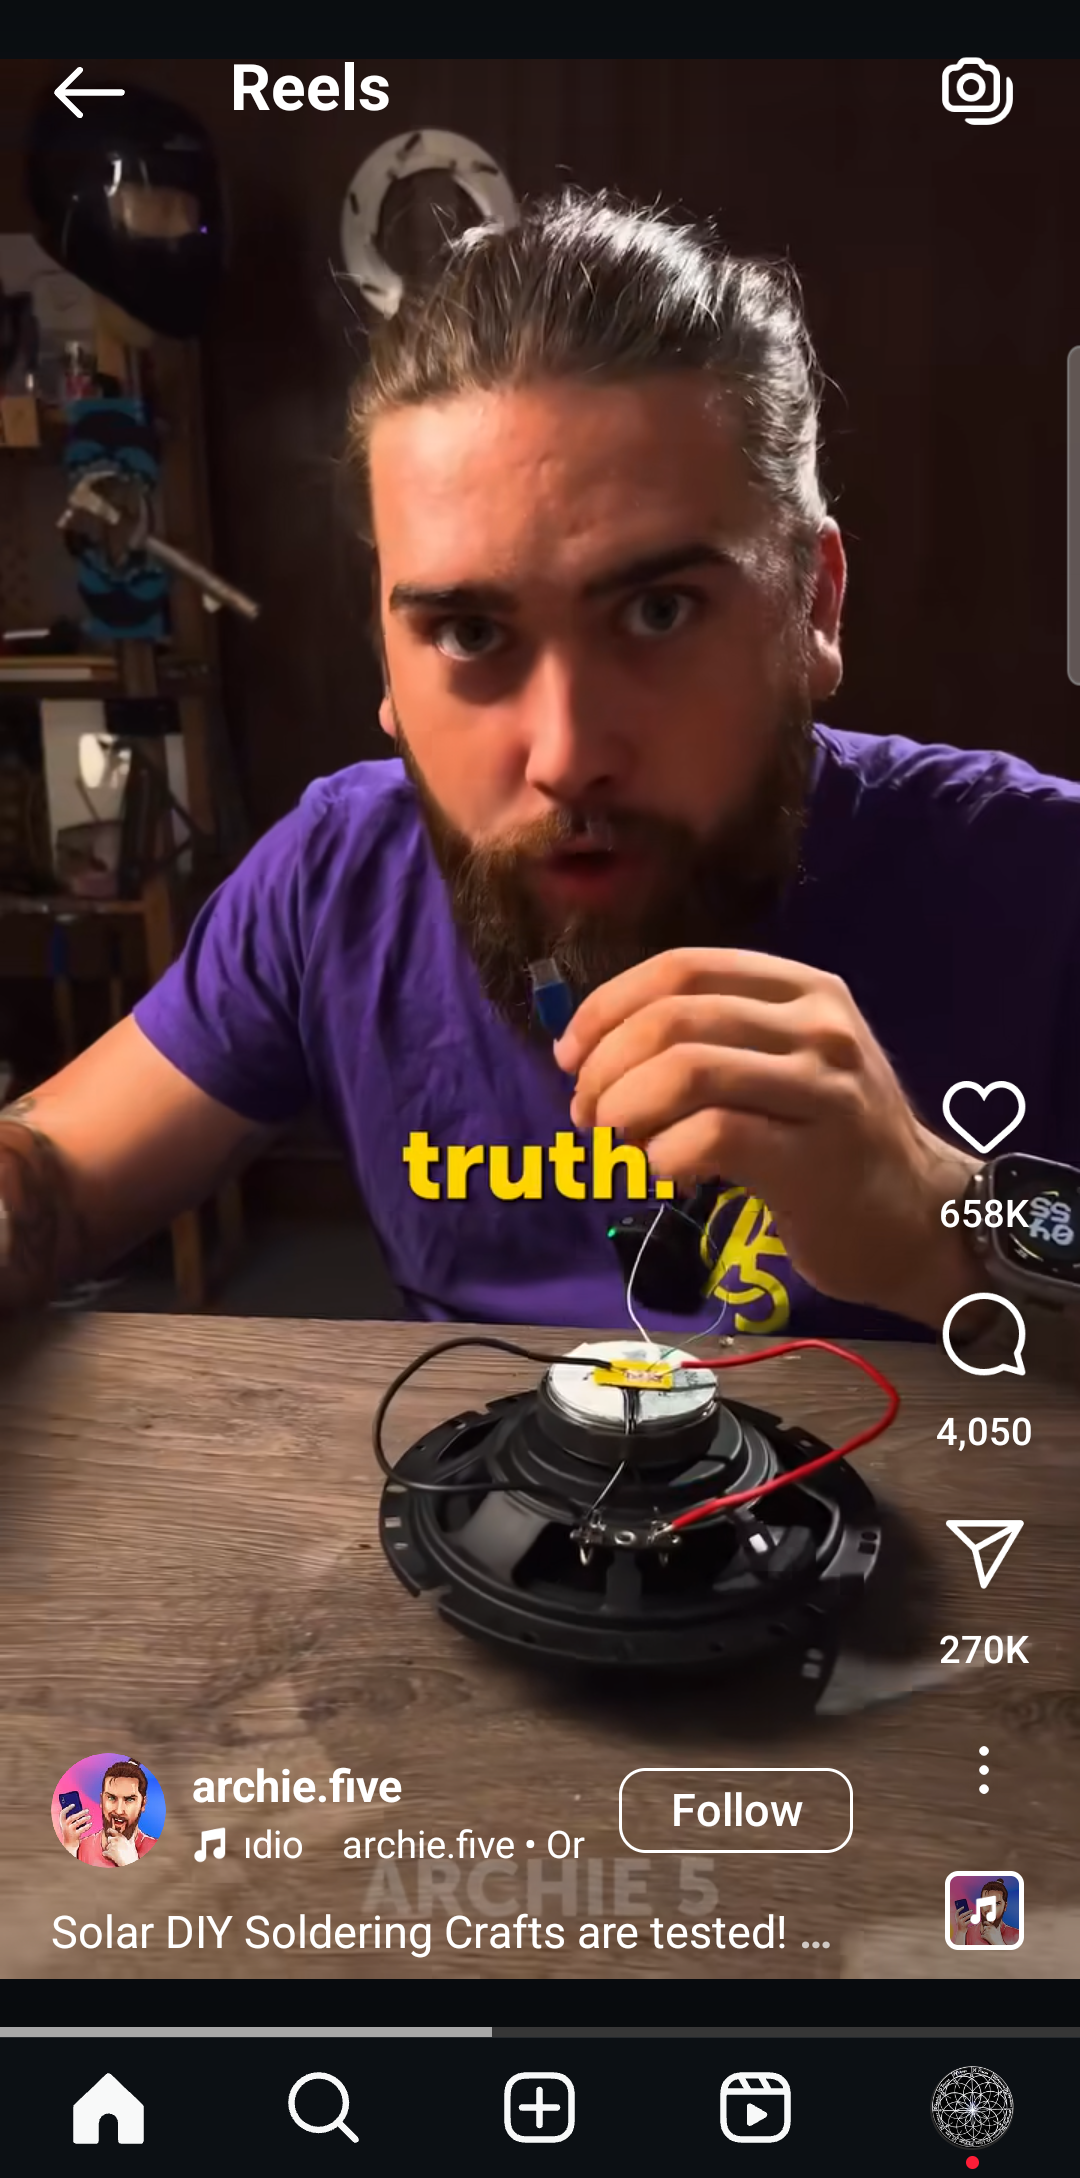 Reels
truth.
658K
4,050
270K
archie.five
ıdio archie.five • Or
Follow
ARCHIE 5
Solar DIY Soldering Crafts are tested! ...